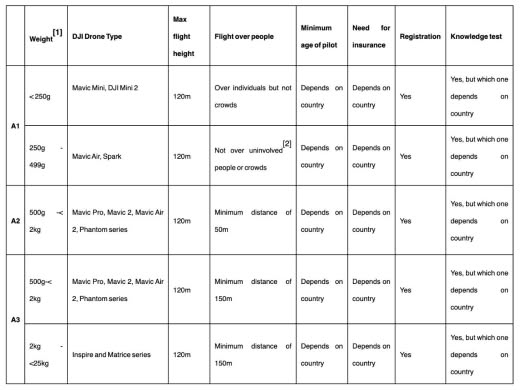 Weight[1]
DJI Drone Type
Max
flight
height
Flight over people
Minimum
age of pilot
Need for
insurance
Registration
Knowledge test
A1
<250g
Mavic Mini, DJI Mini 2
120m
Over individuals but not
crowds
Depends on
country
Depends on
country
Yes
Yes, but which one
depends on
country
250g -
499g
Mavic Air, Spark
120m
Not over uninvolved[2]
people or crowds
Depends on
country
Depends on
country
Yes
Yes, but which one
depends on
country
A2
500g -<
2kg
Mavic Pro, Mavic 2, Mavic Air
2, Phantom series
120m
Minimum distance of
50m
Depends on
country
Depends on
country
Yes
Yes, but which one
depends on
country
A3
500g-<
2kg
Mavic Pro, Mavic 2, Mavic Air
2, Phantom series
120m
Minimum distance of
150m
Depends on
country
Depends on
country
Yes
Yes, but which one
depends on
country
2kg -
<25kg
Inspire and Matrice series
120m
Minimum distance of
150m
Depends on
country
Depends on
country
Yes
Yes, but which one
depends on
country